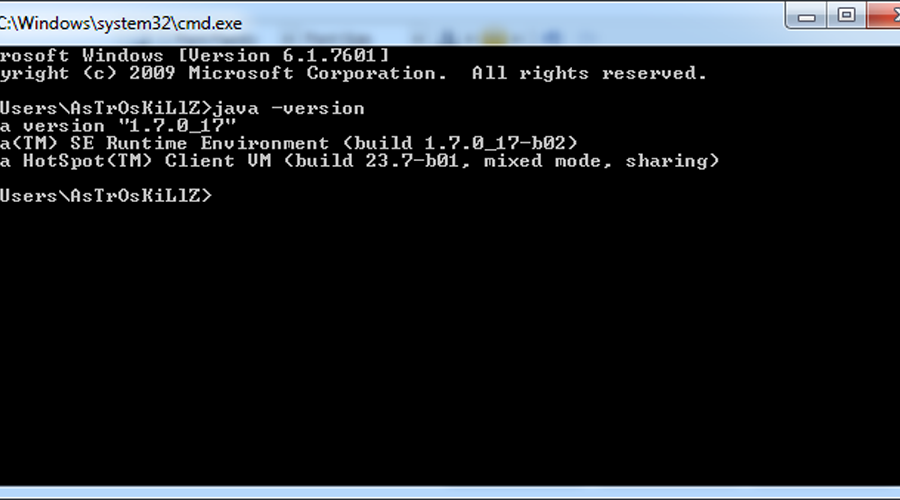 C:\Windows\system32\cmd.exe
rosoft Windows [Version 6.1.7601]
yright (c) 2009 Microsoft Corporation.  All rights reserved.
Users\AsTrOsKiLlZ>java -version
a version "1.7.0_17"
a(TM) SE Runtime Environment (build 1.7.0_17-b02)
a HotSpot(TM) Client VM (build 23.7-b01, mixed mode, sharing)
Users\AsTrOsKiLlZ>